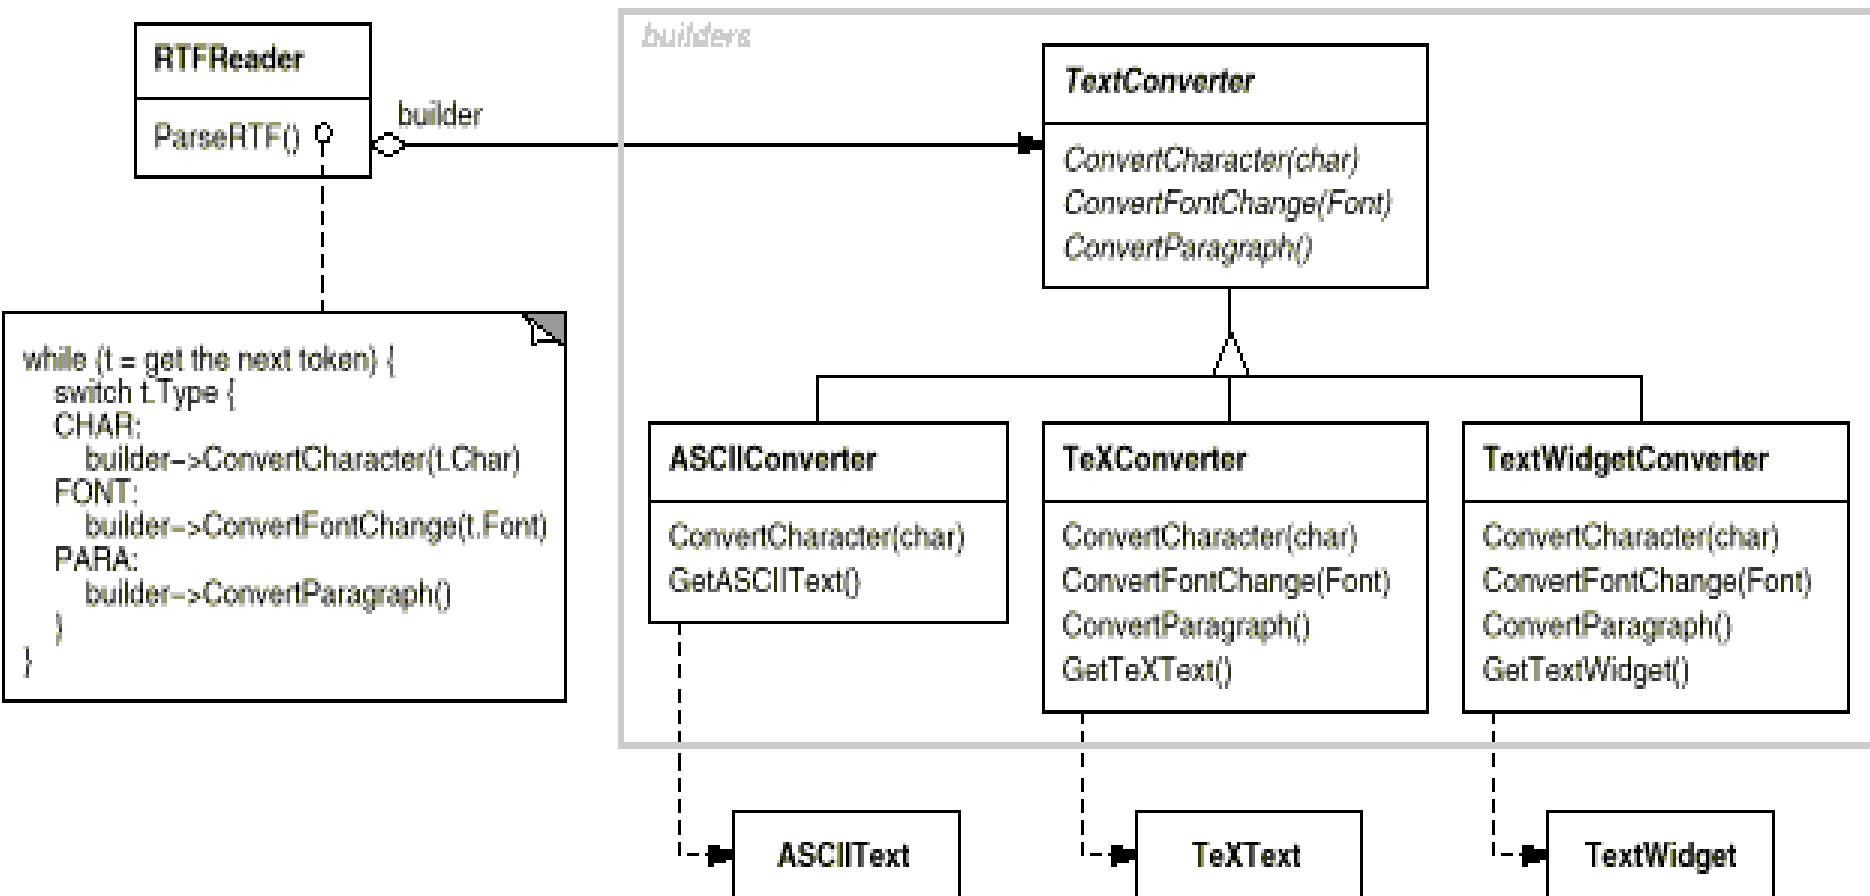 RTFReader
ParseRTF()
builder
builders
TextConverter
ConvertCharacter(char)
ConvertFontChange(Font)
ConvertParagraph()
while (t = get the next token) {
switch t.Type {
CHAR:
builder->ConvertCharacter(t.Char)
FONT:
builder->ConvertFontChange(t.Font)
PARA:
builder->ConvertParagraph()
}
}
ASCIIConverter
ConvertCharacter(char)
GetASCIIText()
TeXConverter
ConvertCharacter(char)
ConvertFontChange(Font)
ConvertParagraph()
GetTeXText()
TextWidgetConverter
ConvertCharacter(char)
ConvertFontChange(Font)
ConvertParagraph()
GetTextWidget()
ASCIIText
TeXText
TextWidget